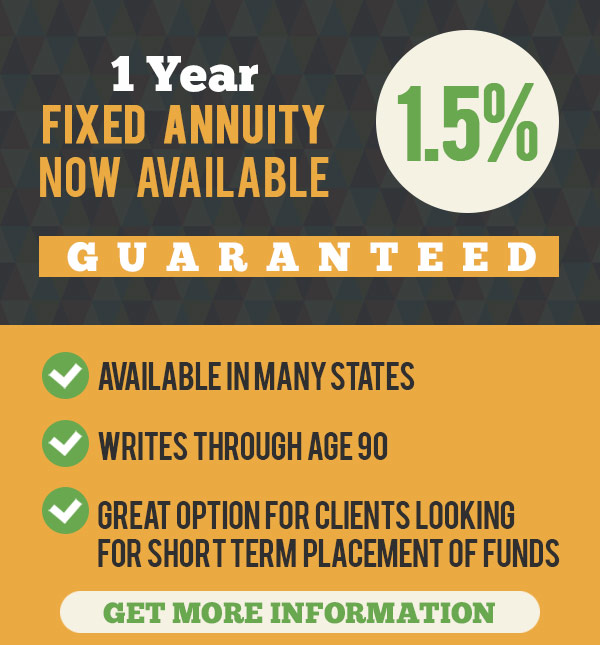 1 Year
FIXED ANNUITY
NOW AVAILABLE
1.5%
GUARANTEED
AVAILABLE IN MANY STATES
WRITES THROUGH AGE 90
GREAT OPTION FOR CLIENTS LOOKING
FOR SHORT TERM PLACEMENT OF FUNDS
GET MORE INFORMATION